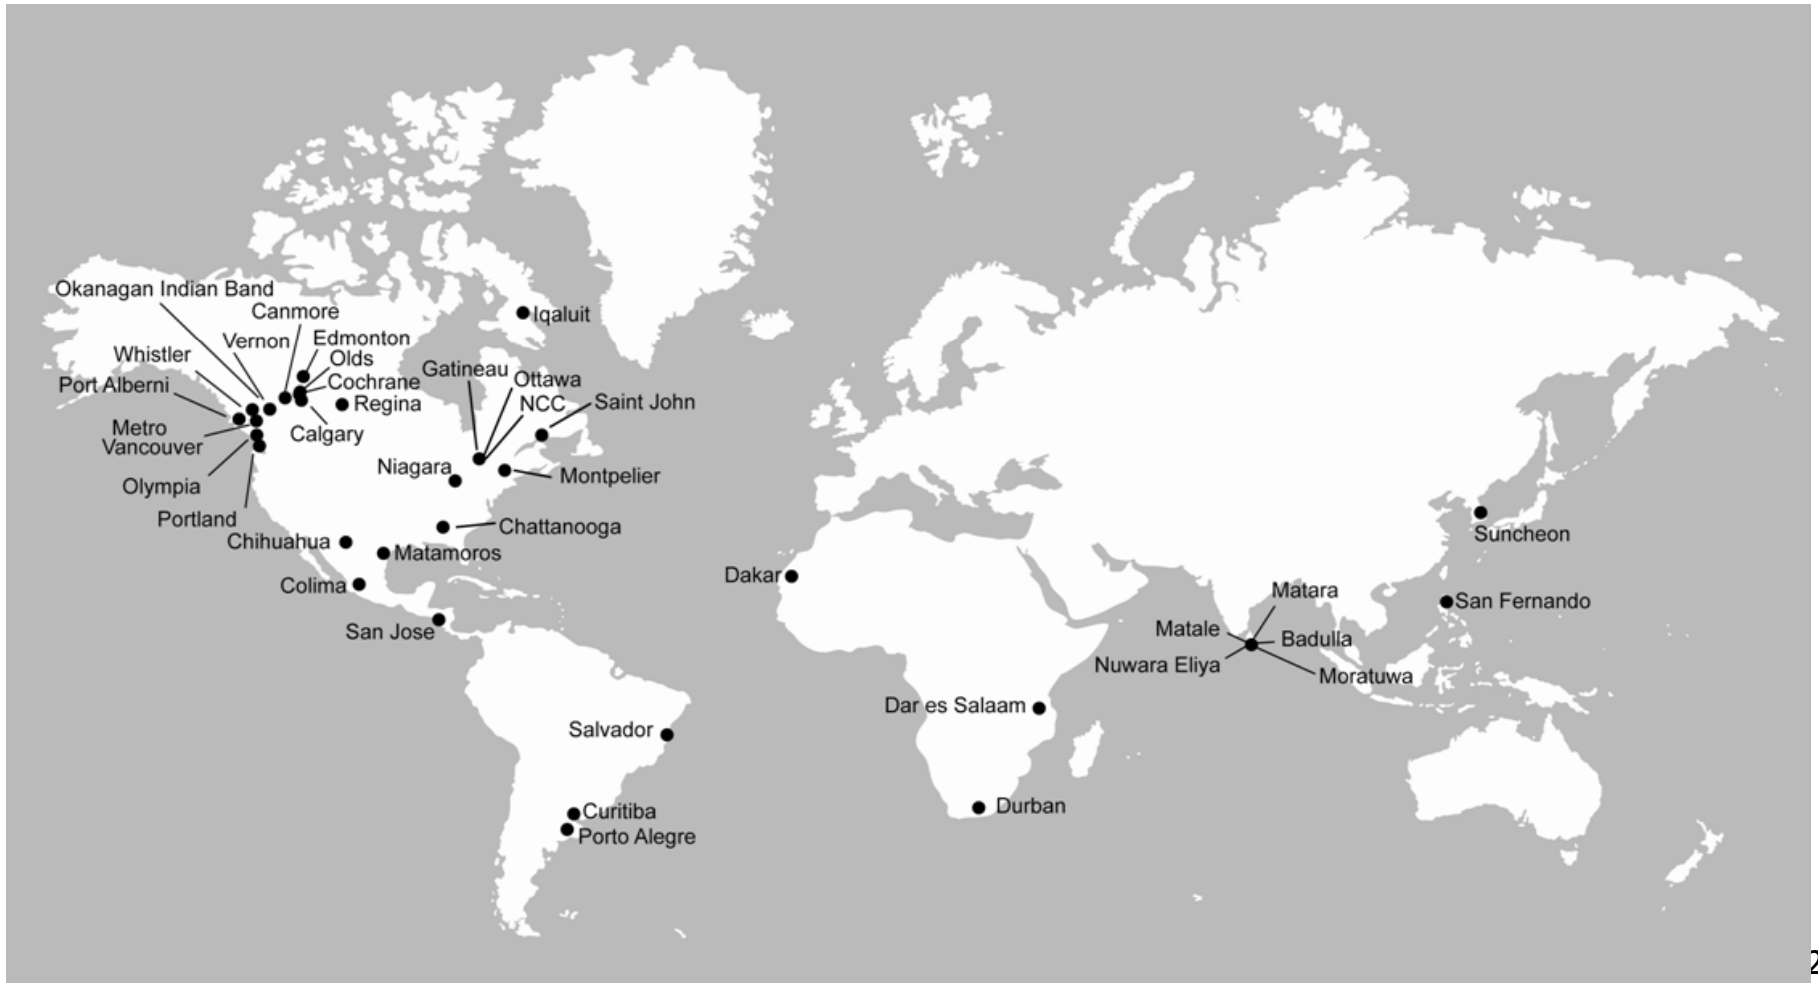 Okanagan Indian Band
Canmore
Iqaluit
Vernon
Edmonton
Whistler
Olds
Gatineau
Port Alberni
Cochrane
Ottawa
Regina
NCC
Saint John
Metro
Vancouver
Calgary
Niagara
Montpelier
Olympia
Portland
Chattanooga
Chihuahua
Matamoros
Colima
San Jose
Dakar
Suncheon
Matara
San Fernando
Matale
Badulla
Nuwara Eliya
Moratuwa
Dar es Salaam
Salvador
Curitiba
Durban
Porto Alegre
2